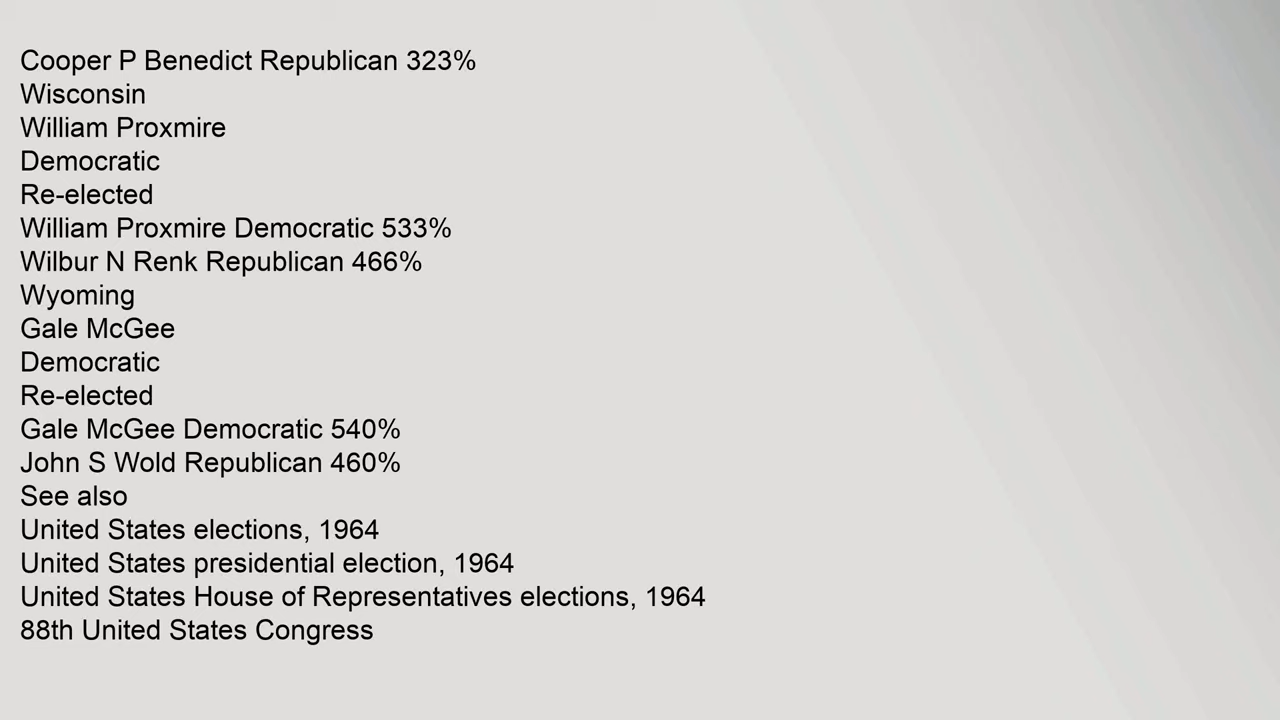 Cooper P Benedict Republican 323%
Wisconsin
William Proxmire
Democratic
Re-elected
William Proxmire Democratic 533%
Wilbur N Renk Republican 466%
Wyoming
Gale McGee
Democratic
Re-elected
Gale McGee Democratic 540%
John S Wold Republican 460%
See also
United States elections, 1964
United States presidential election, 1964
United States House of Representatives elections, 1964
88th United States Congress